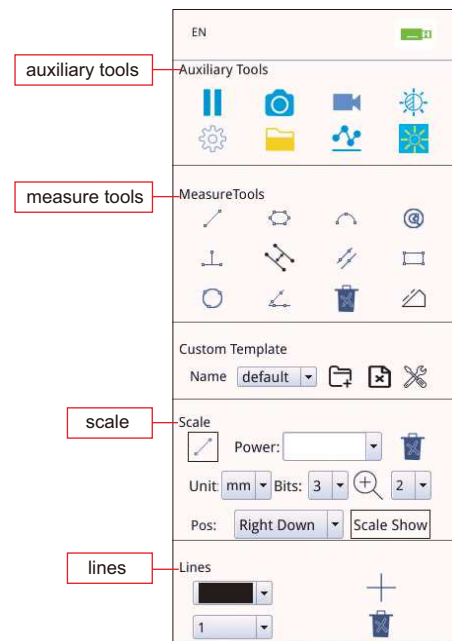 EN
auxiliary tools
Auxiliary Tools
measure tools
MeasureTools
Custom Template
Name default
scale
Scale
Power:
Unit: mm Bits: 3 2
Pos: Right Down Scale Show
lines
Lines
1